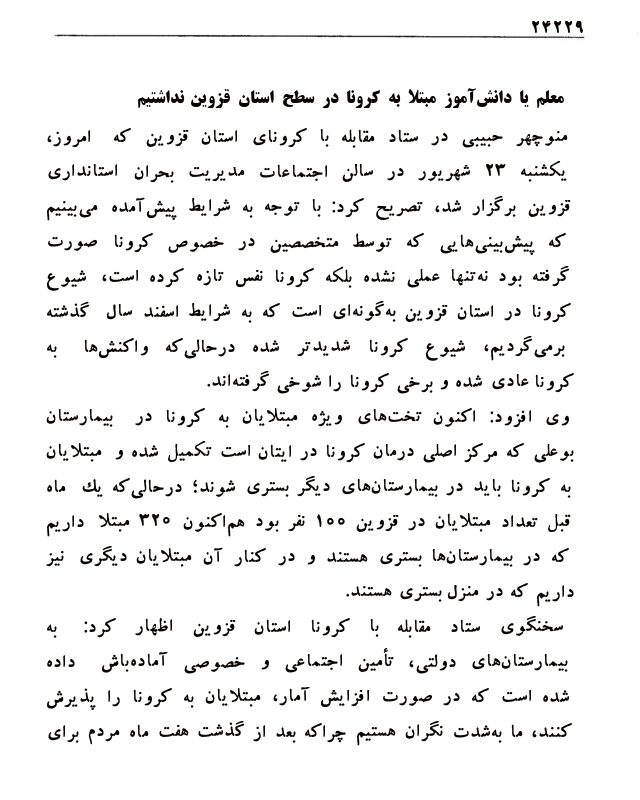 ۲۴۲۲۹
معلم یا دانش‌آموز مبتلا به کرونا در سطح استان قزوین نداشتیم
منوچهر حبیبی در ستاد مقابله با کرونای استان قزوین که امروز،
یکشنبه ۲۳ شهریور در سالن اجتماعات مدیریت بحران استانداری
قزوین برگزار شد، تصریح کرد: با توجه به شرایط پیش‌آمده می‌بینیم
که پیش‌بینی‌هایی که توسط متخصصین در خصوص کرونا صورت
گرفته بود نه‌تنها عملی نشده بلکه کرونا نفس تازه کرده است، شیوع
کرونا در استان قزوین به‌گونه‌ای است که به شرایط اسفند سال گذشته
برمی‌گردیم، شیوع کرونا شدیدتر شده درحالی‌که واکنش‌ها به
کرونا عادی شده و برخی کرونا را شوخی گرفته‌اند.
وی افزود: اکنون تخت‌های ویژه مبتلایان به کرونا در بیمارستان
بوعلی که مرکز اصلی درمان کرونا در ایتان است تکمیل شده و مبتلایان
به کرونا باید در بیمارستان‌های دیگر بستری شوند؛ درحالی‌که یك ماه
قبل تعداد مبتلایان در قزوین ۱۰۰ نفر بود هم‌اکنون ۳۲۰ مبتلا داریم
که در بیمارستان‌ها بستری هستند و در کنار آن مبتلایان دیگری نیز
داریم که در منزل بستری هستند.
سخنگوی ستاد مقابله با کرونا استان قزوین اظهار کرد: به
بیمارستان‌های دولتی، تأمین اجتماعی و خصوصی آماده‌باش داده
شده است که در صورت افزایش آمار، مبتلایان به کرونا را پذیرش
کنند، ما به‌شدت نگران هستیم چراکه بعد از گذشت هفت ماه مردم برای